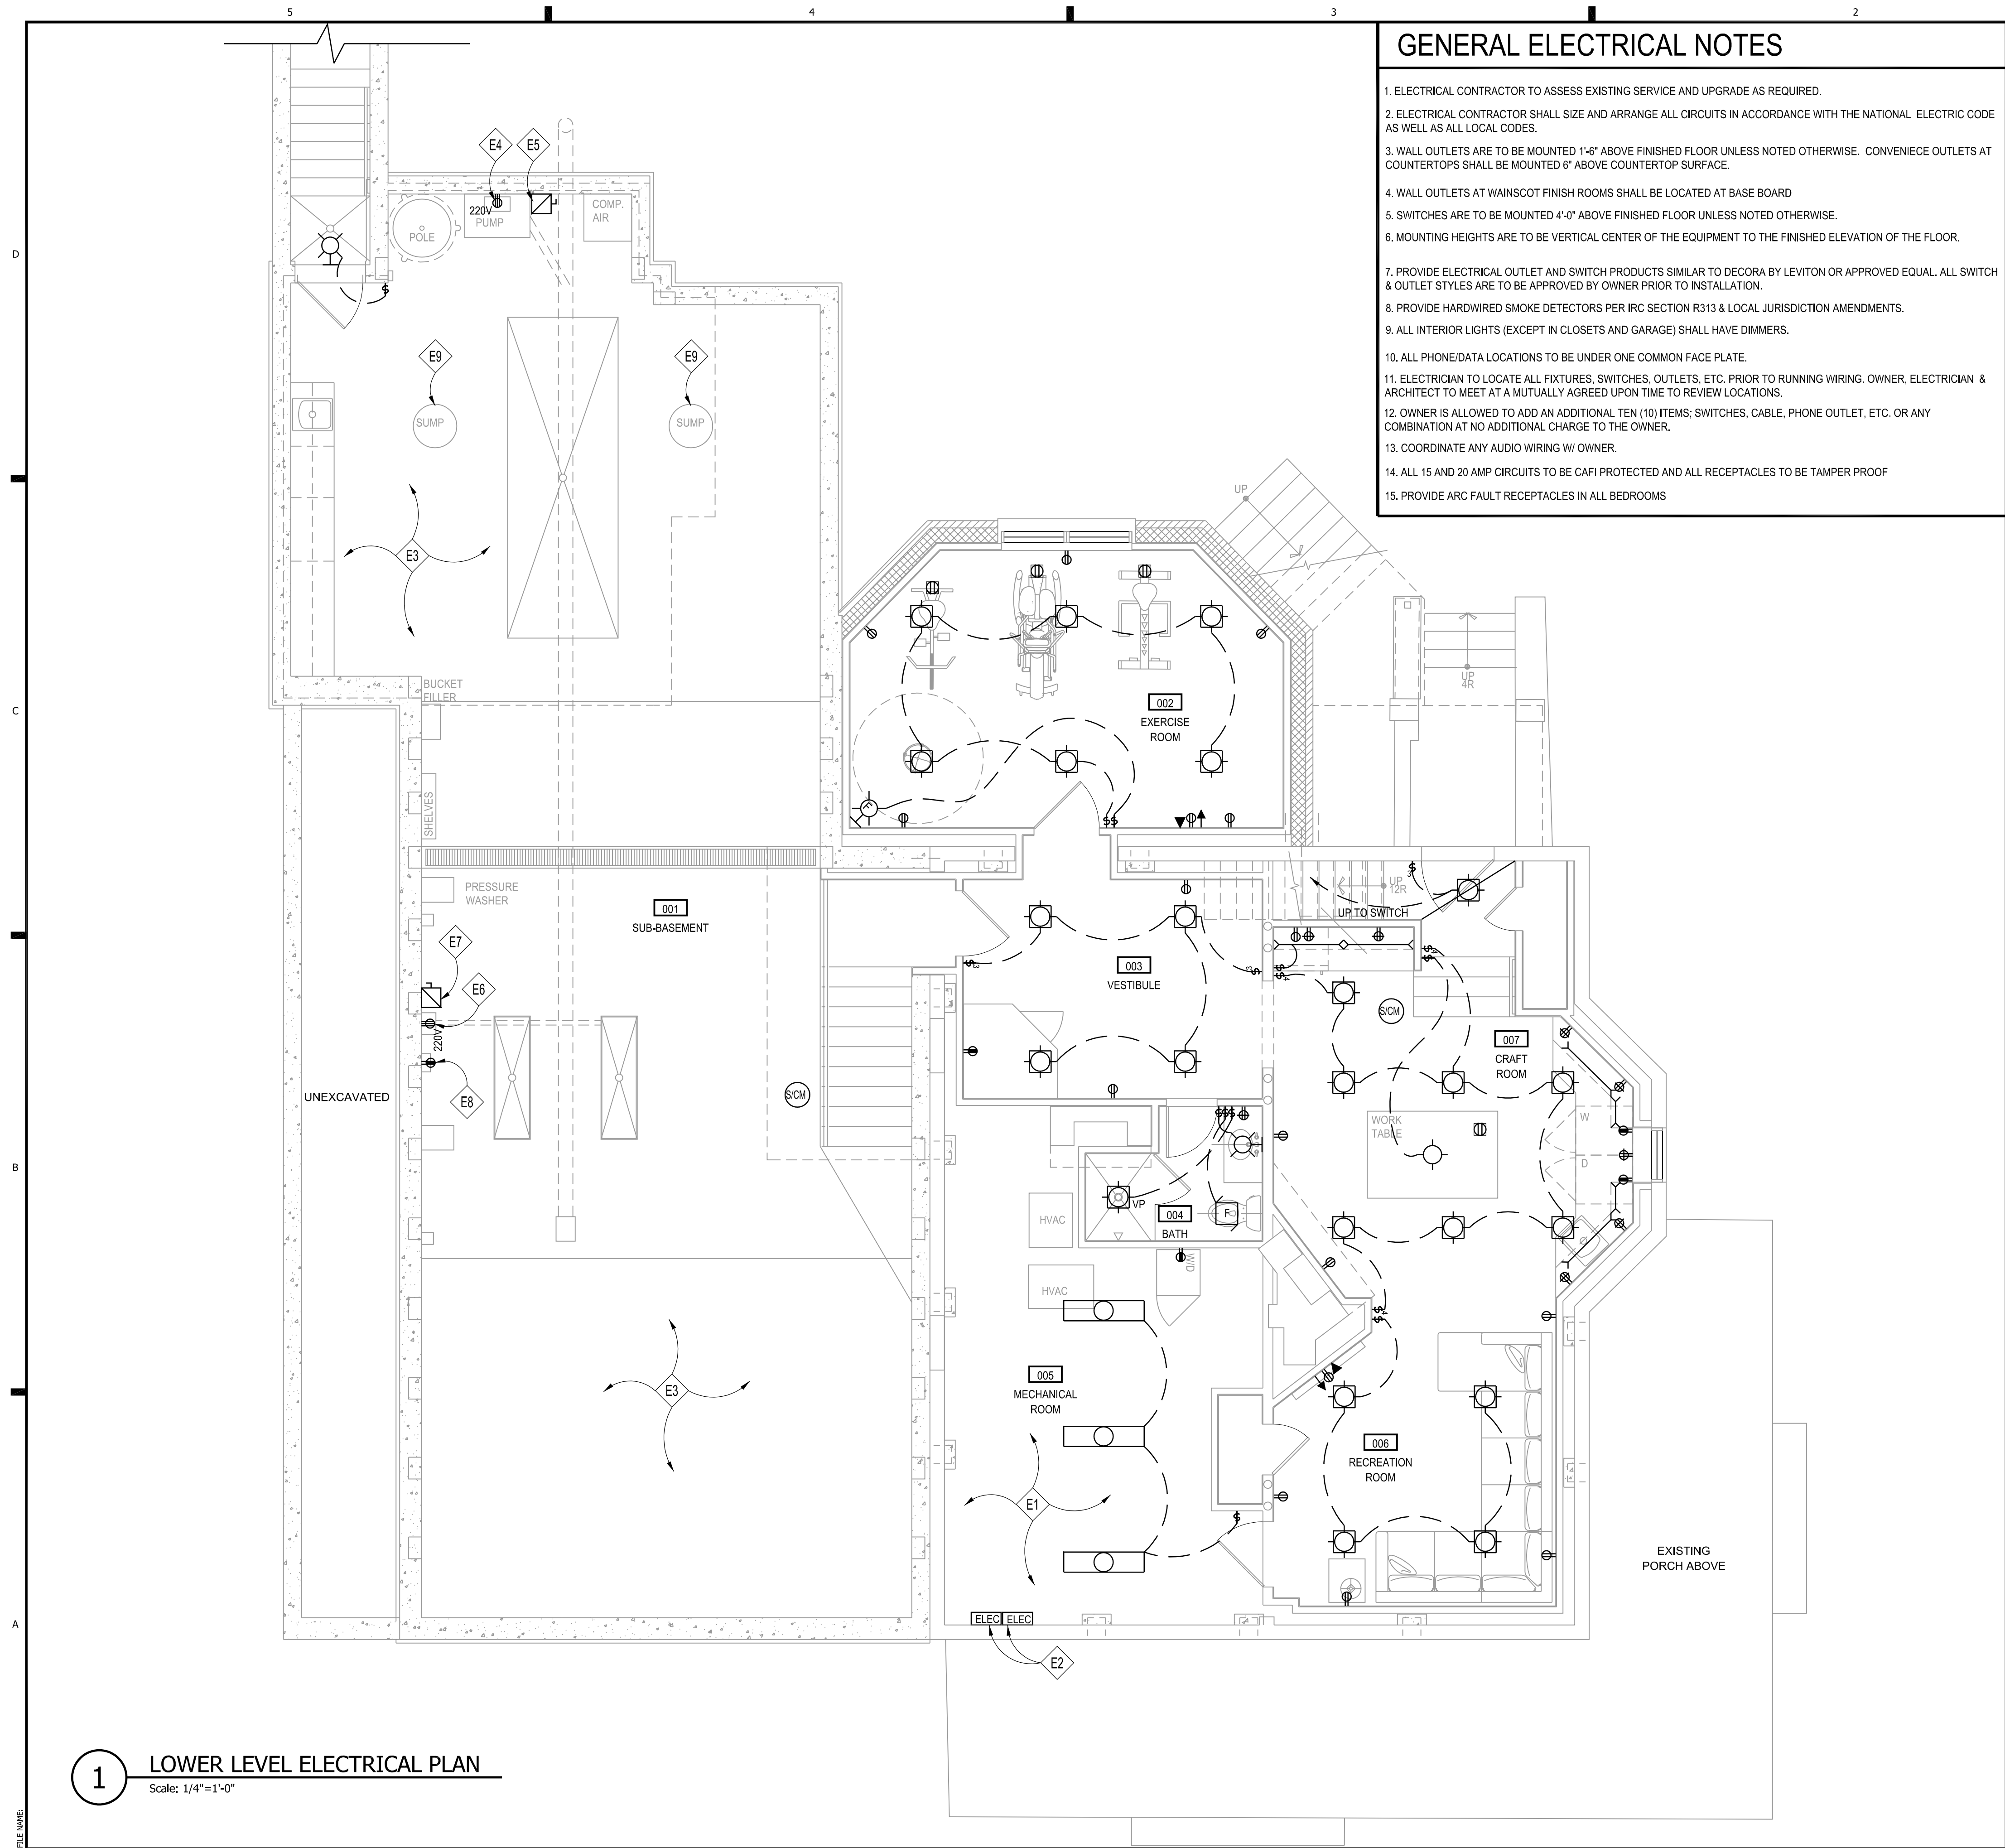 5
4
3
2
GENERAL ELECTRICAL NOTES
1. ELECTRICAL CONTRACTOR TO ASSESS EXISTING SERVICE AND UPGRADE AS REQUIRED.
2. ELECTRICAL CONTRACTOR SHALL SIZE AND ARRANGE ALL CIRCUITS IN ACCORDANCE WITH THE NATIONAL ELECTRIC CODE
AS WELL AS ALL LOCAL CODES.
3. WALL OUTLETS ARE TO BE MOUNTED 1'-6" ABOVE FINISHED FLOOR UNLESS NOTED OTHERWISE. CONVENIECE OUTLETS AT
COUNTERTOPS SHALL BE MOUNTED 6" ABOVE COUNTERTOP SURFACE.
4. WALL OUTLETS AT WAINSCOT FINISH ROOMS SHALL BE LOCATED AT BASE BOARD
5. SWITCHES ARE TO BE MOUNTED 4'-0" ABOVE FINISHED FLOOR UNLESS NOTED OTHERWISE.
6. MOUNTING HEIGHTS ARE TO BE VERTICAL CENTER OF THE EQUIPMENT TO THE FINISHED ELEVATION OF THE FLOOR.
7. PROVIDE ELECTRICAL OUTLET AND SWITCH PRODUCTS SIMILAR TO DECORA BY LEVITON OR APPROVED EQUAL. ALL SWITCH
& OUTLET STYLES ARE TO BE APPROVED BY OWNER PRIOR TO INSTALLATION.
8. PROVIDE HARDWIRED SMOKE DETECTORS PER IRC SECTION R313 & LOCAL JURISDICTION AMENDMENTS.
9. ALL INTERIOR LIGHTS (EXCEPT IN CLOSETS AND GARAGE) SHALL HAVE DIMMERS.
10. ALL PHONE/DATA LOCATIONS TO BE UNDER ONE COMMON FACE PLATE.
11. ELECTRICIAN TO LOCATE ALL FIXTURES, SWITCHES, OUTLETS, ETC. PRIOR TO RUNNING WIRING. OWNER, ELECTRICIAN &
ARCHITECT TO MEET AT A MUTUALLY AGREED UPON TIME TO REVIEW LOCATIONS.
12. OWNER IS ALLOWED TO ADD AN ADDITIONAL TEN (10) ITEMS; SWITCHES, CABLE, PHONE OUTLET, ETC. OR ANY
COMBINATION AT NO ADDITIONAL CHARGE TO THE OWNER.
13. COORDINATE ANY AUDIO WIRING W/ OWNER.
14. ALL 15 AND 20 AMP CIRCUITS TO BE CAFI PROTECTED AND ALL RECEPTACLES TO BE TAMPER PROOF
15. PROVIDE ARC FAULT RECEPTACLES IN ALL BEDROOMS
E4
E5
220V
PUMP
COMP.
AIR
POLE
D
E9
E9
SUMP
SUMP
E3
UP
UP
4R
BUCKET
FILLER
C
002
EXERCISE
ROOM
SHELVES
PRESSURE
WASHER
001
SUB-BASEMENT
UP
12R
UP TO SWITCH
E7
E6
220V
E8
003
VESTIBULE
S/CM
007
CRAFT
ROOM
UNEXCAVATED
S/CM
WORK
TABLE
W
D
B
VP
004
BATH
F
HVAC
W/D
HVAC
E3
005
MECHANICAL
ROOM
006
RECREATION
ROOM
E1
EXISTING
PORCH ABOVE
A
ELEC
ELEC
E2
1
LOWER LEVEL ELECTRICAL PLAN
Scale: 1/4"=1'-0"
FILE NAME: